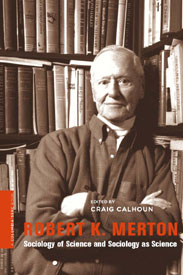 EDITED BY
CRAIG CALHOUN
ROBERT K. MERTON
Sociology of Science and Sociology as Science